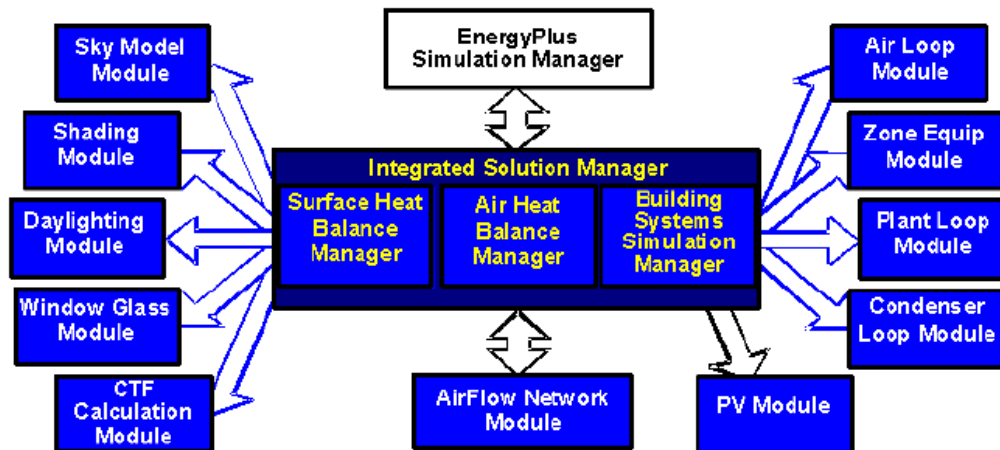 Sky Model
Module
Shading
Module
Daylighting
Module
Window Glass
Module
CTF
Calculation
Module
EnergyPlus
Simulation Manager
Integrated Solution Manager
Surface Heat
Balance
Manager
Air Heat
Balance
Manager
Building
Systems
Simulation
Manager
AirFlow Network
Module
Air Loop
Module
Zone Equip
Module
Plant Loop
Module
Condenser
Loop Module
PV Module